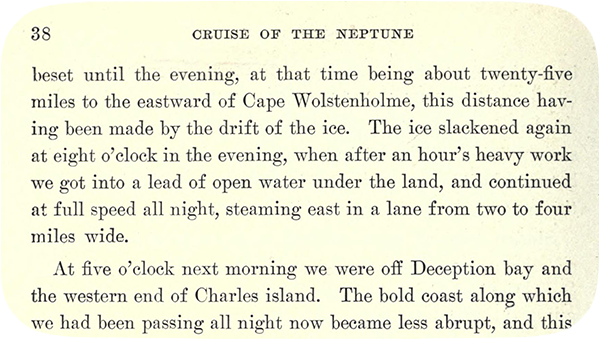 38 CRUISE OF THE NEPTUNE
beset until the evening, at that time being about twenty-five
miles to the eastward of Cape Wolstenholme, this distance hav-
ing been made by the drift of the ice. The ice slackened again
at eight o'clock in the evening, when after an hour's heavy work
we got into a lead of open water under the land, and continued
at full speed all night, steaming east in a lane from two to four
miles wide.
At five o'clock next morning we were off Deception bay and
the western end of Charles island. The bold coast along which
we had been passing all night now became less abrupt, and this